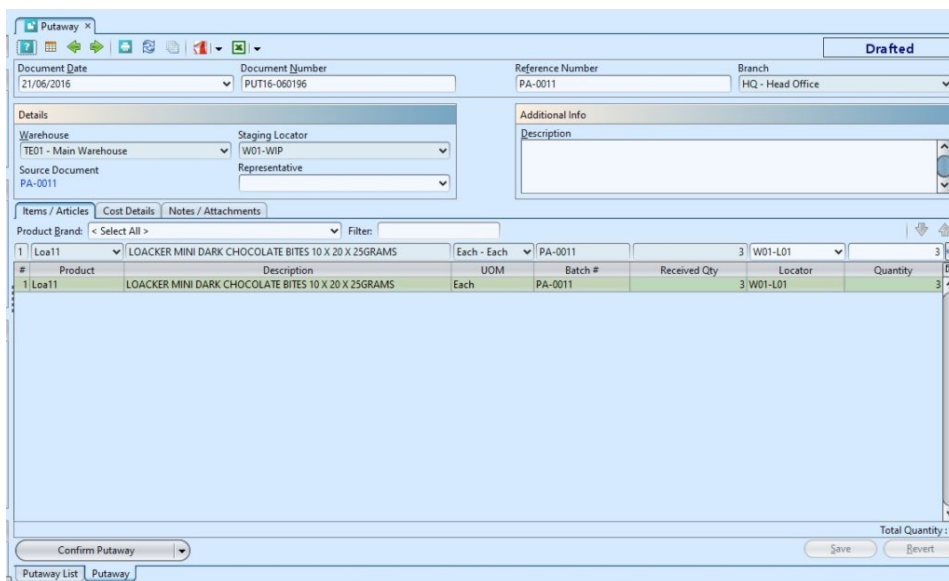 Putaway
Drafted
Document Date Document Number Reference Number Branch
21/06/2016 PUT16-060196 PA-0011 HQ - Head Office
Details Additional Info
Warehouse Staging Locator Description
TE01 - Main Warehouse W01-WIP
Source Document Representative
PA-0011
Items / Articles Cost Details Notes / Attachments
Product Brand: < Select All > Filter:
1 Loa11 LOACKER MINI DARK CHOCOLATE BITES 10 X 20 X 25GRAMS Each - Each PA-0011 3 W01-L01 3
# Product Description UOM Batch # Received Qty Locator Quantity
1 Loa11 LOACKER MINI DARK CHOCOLATE BITES 10 X 20 X 25GRAMS Each PA-0011 3 W01-L01 3
Total Quantity :
Confirm Putaway Save Revert
Putaway List Putaway